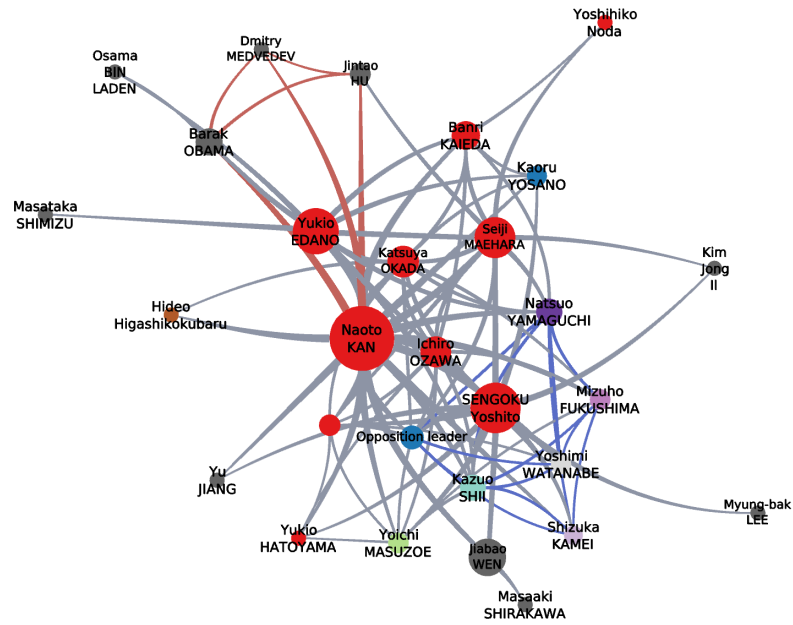 Yoshihiko
Noda
Dmitry
MEDVEDEV
Osama
BIN
LADEN
Jintao
HU
Barak
OBAMA
Banri
KAIEDA
Kaoru
YOSANO
Masataka
SHIMIZU
Yukio
EDANO
Seiji
MAEHARA
Katsuya
OKADA
Kim
Jong
Il
Hideo
Higashikokubaru
Natsuo
YAMAGUCHI
Naoto
KAN
Ichiro
OZAWA
Mizuho
FUKUSHIMA
SENGOKU
Yoshito
Opposition leader
Yoshimi
WATANABE
Yu
JIANG
Kazuo
SHII
Myung-bak
LEE
Yukio
HATOYAMA
Yoichi
MASUZOE
Shizuka
KAMEI
Jiabao
WEN
Masaaki
SHIRAKAWA